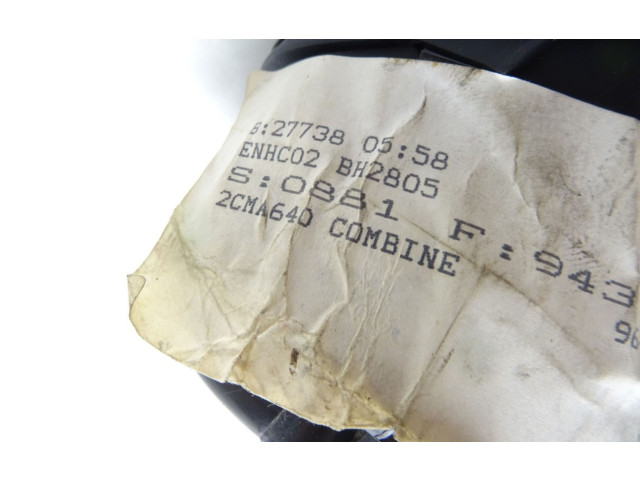 8:27738 05:58
ENHC02 BH2805
S:0881 F:943
2CMA640 COMBINE
96